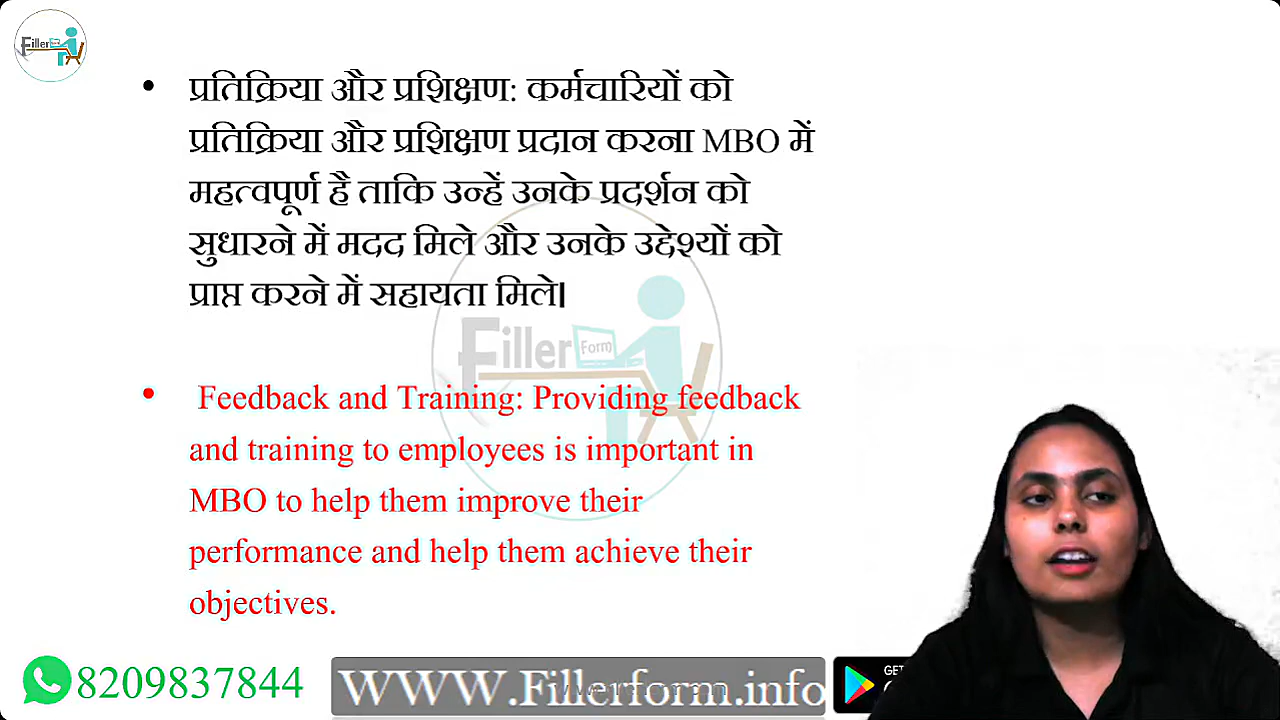 Filler Form
प्रतिक्रिया और प्रशिक्षण: कर्मचारियों को
प्रतिक्रिया और प्रशिक्षण प्रदान करना MBO में
महत्वपूर्ण है ताकि उन्हें उनके प्रदर्शन को
सुधारने में मदद मिले और उनके उद्देश्यों को
प्राप्त करने में सहायता मिले।
Filler Form
Feedback and Training: Providing feedback
and training to employees is important in
MBO to help them improve their
performance and help them achieve their
objectives.
8209837844
WWW.Fillerform.info
GET